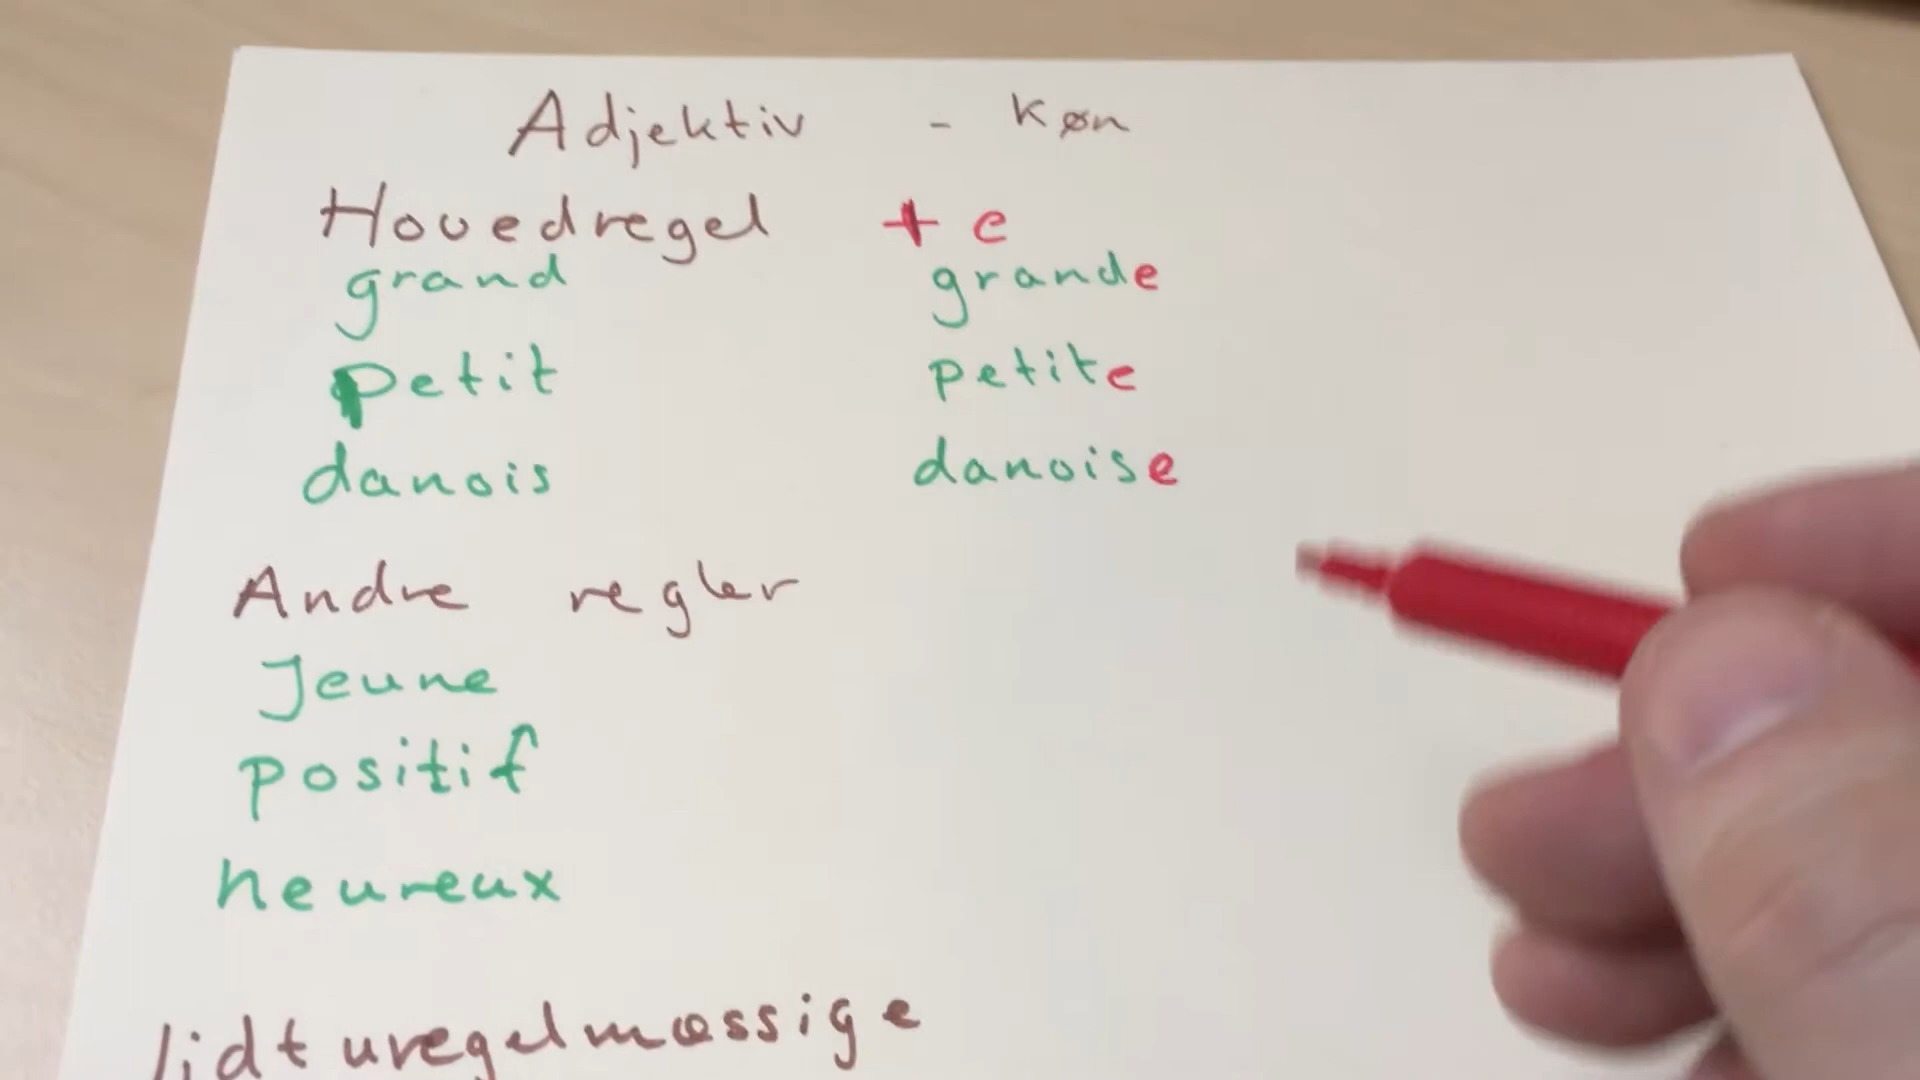 Adjektiv - Køn
Hovedregel + e
grand grande
petit petite
danois danoise
Andre regler
Jeune
positif
heureux
lidt uregelmæssige